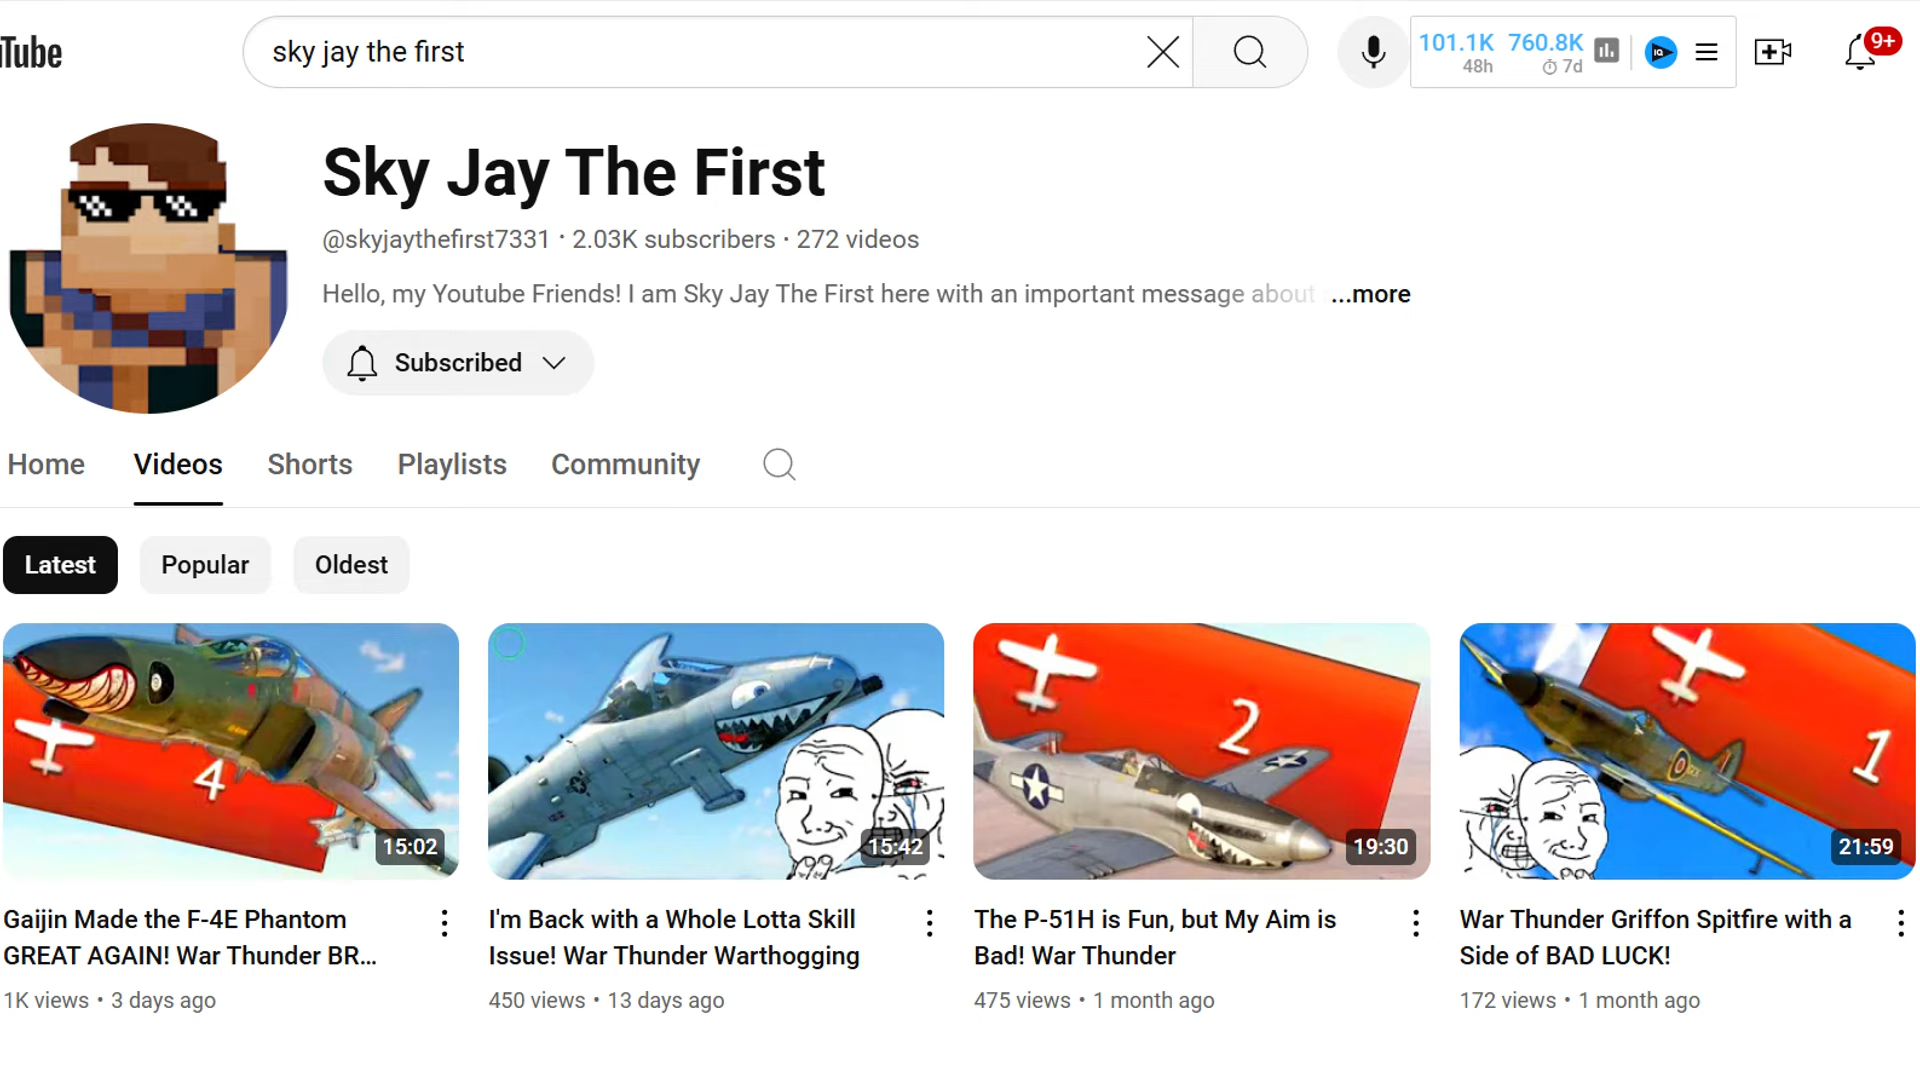 Tube
sky jay the first
101.1K 760.8K
48h 7d
IQ
9+
Sky Jay The First
@skyjaythefirst7331 · 2.03K subscribers · 272 videos
Hello, my Youtube Friends! I am Sky Jay The First here with an important message about ...more
Subscribed
Home Videos Shorts Playlists Community
Latest Popular Oldest
4
2
1
15:02
15:42
19:30
21:59
Gaijin Made the F-4E Phantom
GREAT AGAIN! War Thunder BR...
1K views • 3 days ago
I'm Back with a Whole Lotta Skill
Issue! War Thunder Warthogging
450 views • 13 days ago
The P-51H is Fun, but My Aim is
Bad! War Thunder
475 views • 1 month ago
War Thunder Griffon Spitfire with a
Side of BAD LUCK!
172 views • 1 month ago